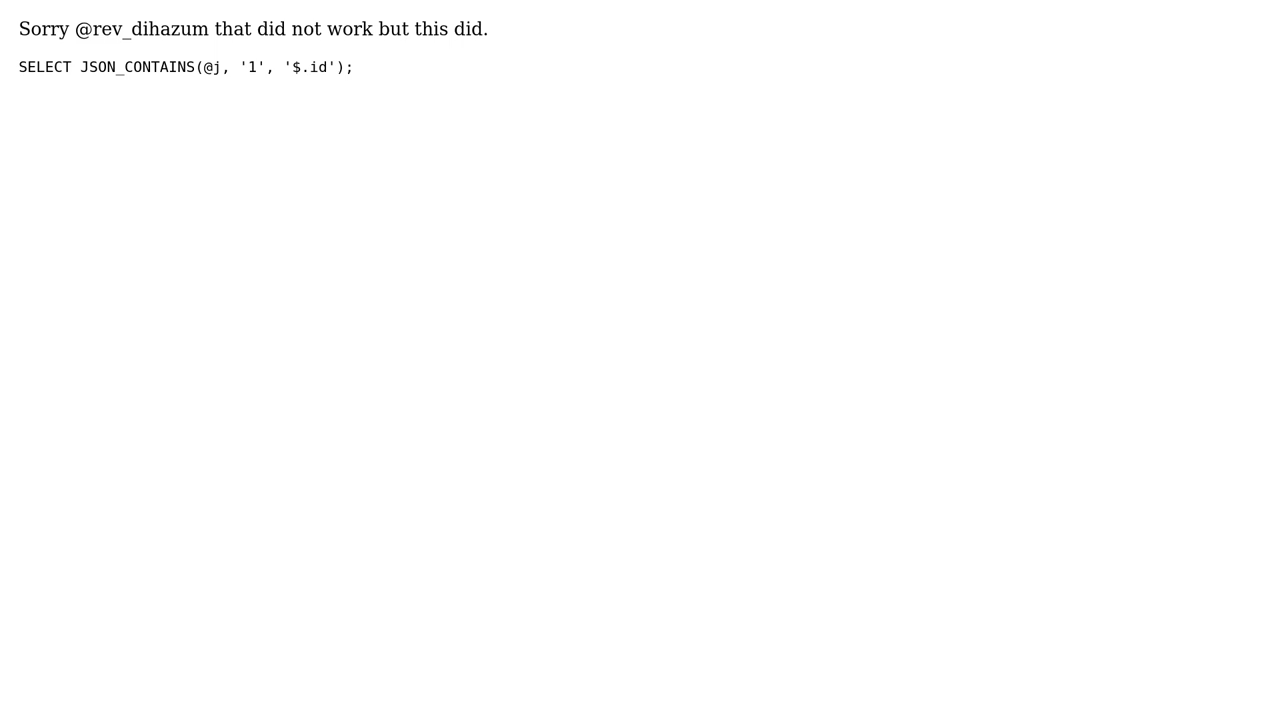 Sorry @rev_dihazum that did not work but this did.
SELECT JSON_CONTAINS(@j, '1', '$.id');